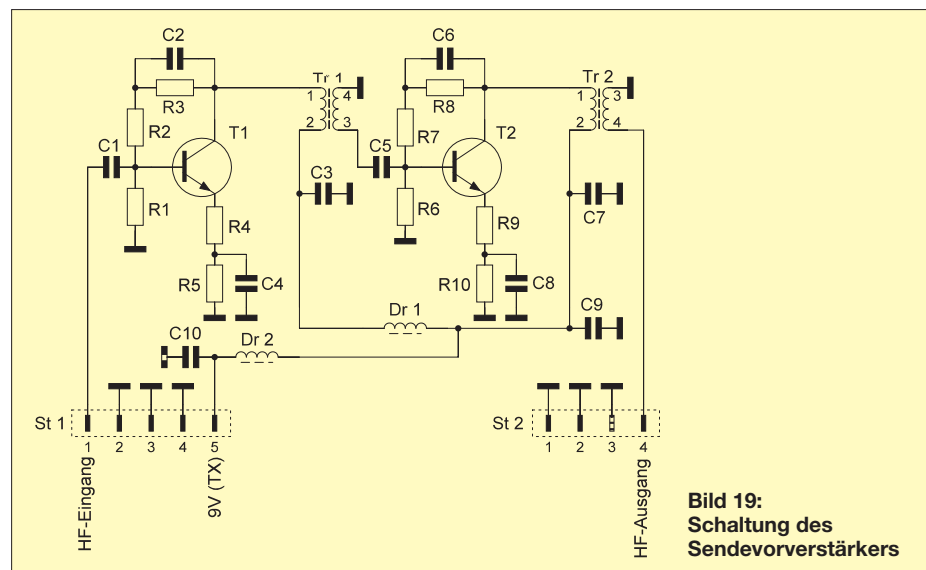 C2
C6
Tr 1
Tr 2
1 4
1 3
R3
R8
2 3
2 4
R2
T1
R7
T2
C1
C5
C3
C7
R1
R6
R4
R9
R5
C4
R10
C8
Dr 1
C9
C10
Dr 2
St 1
St 2
1 2 3 4 5
1 2 3 4
HF-Eingang
9V (TX)
HF-Ausgang
Bild 19:
Schaltung des
Sendevorverstärkers